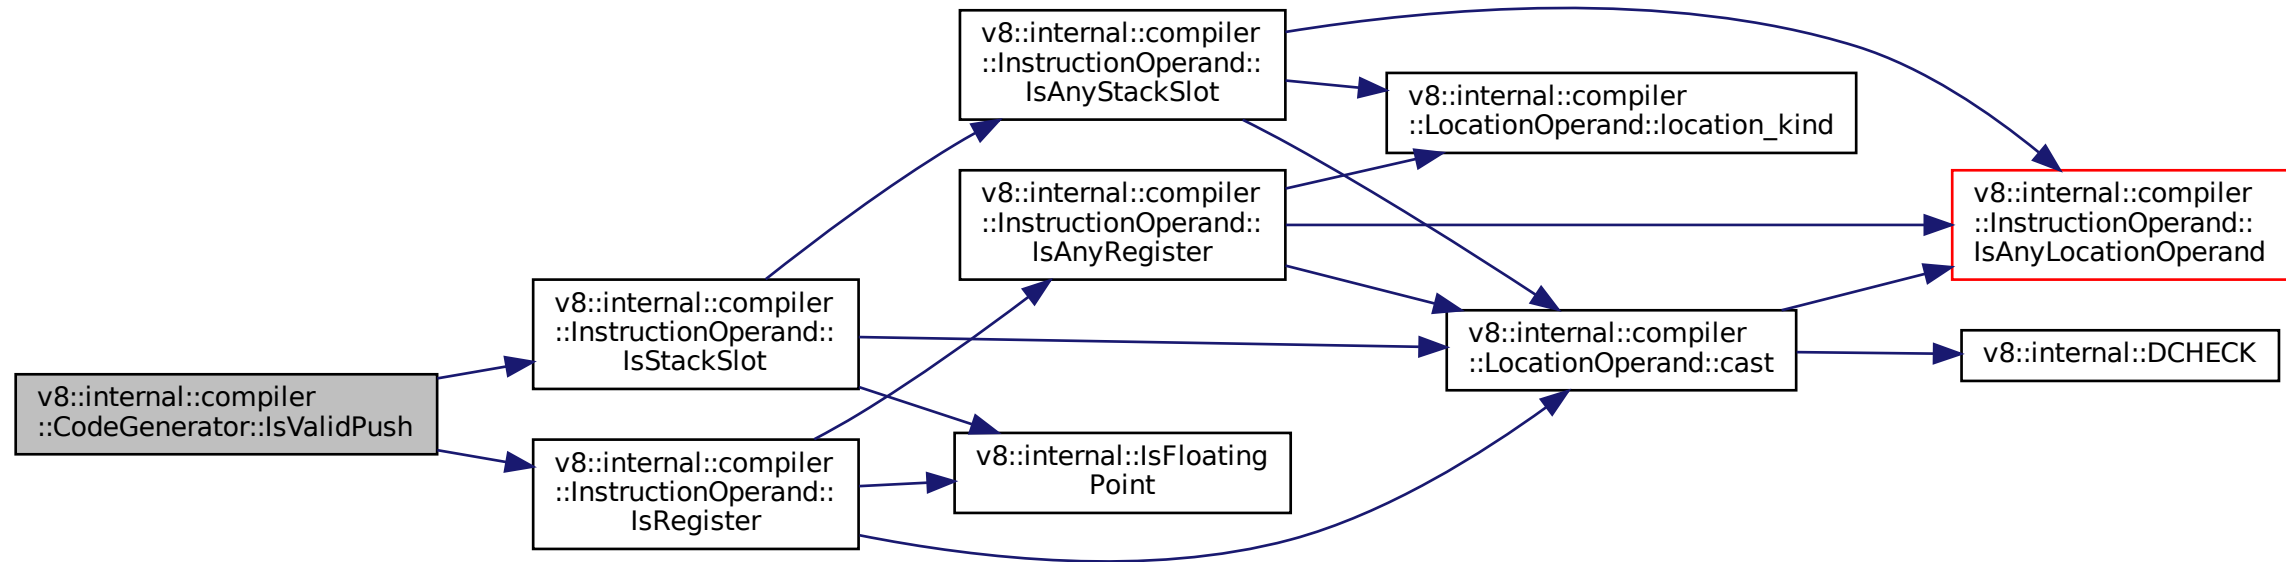 v8::internal::compiler
::CodeGenerator::IsValidPush
v8::internal::compiler
::InstructionOperand::
IsStackSlot
v8::internal::compiler
::InstructionOperand::
IsRegister
v8::internal::compiler
::InstructionOperand::
IsAnyStackSlot
v8::internal::compiler
::InstructionOperand::
IsAnyRegister
v8::internal::IsFloating
Point
v8::internal::compiler
::LocationOperand::location_kind
v8::internal::compiler
::LocationOperand::cast
v8::internal::compiler
::InstructionOperand::
IsAnyLocationOperand
v8::internal::DCHECK